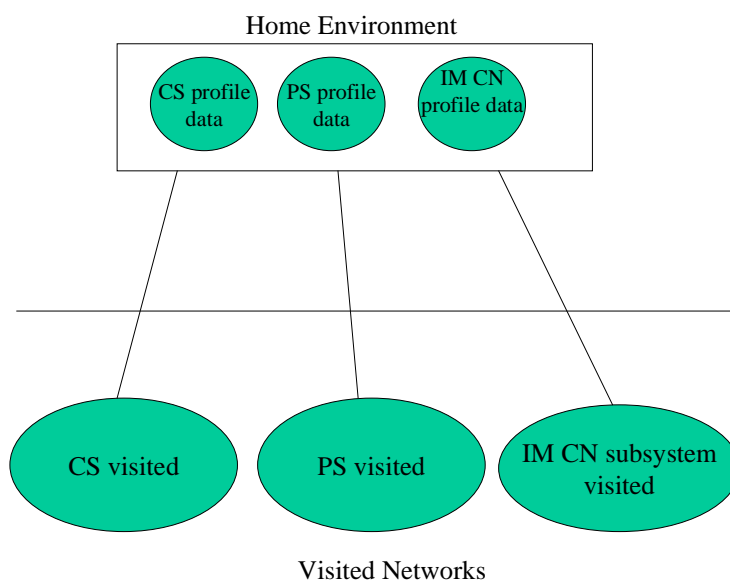 Home Environment
CS profile
data
PS profile
data
IM CN
profile data
CS visited
PS visited
IM CN subsystem
visited
Visited Networks